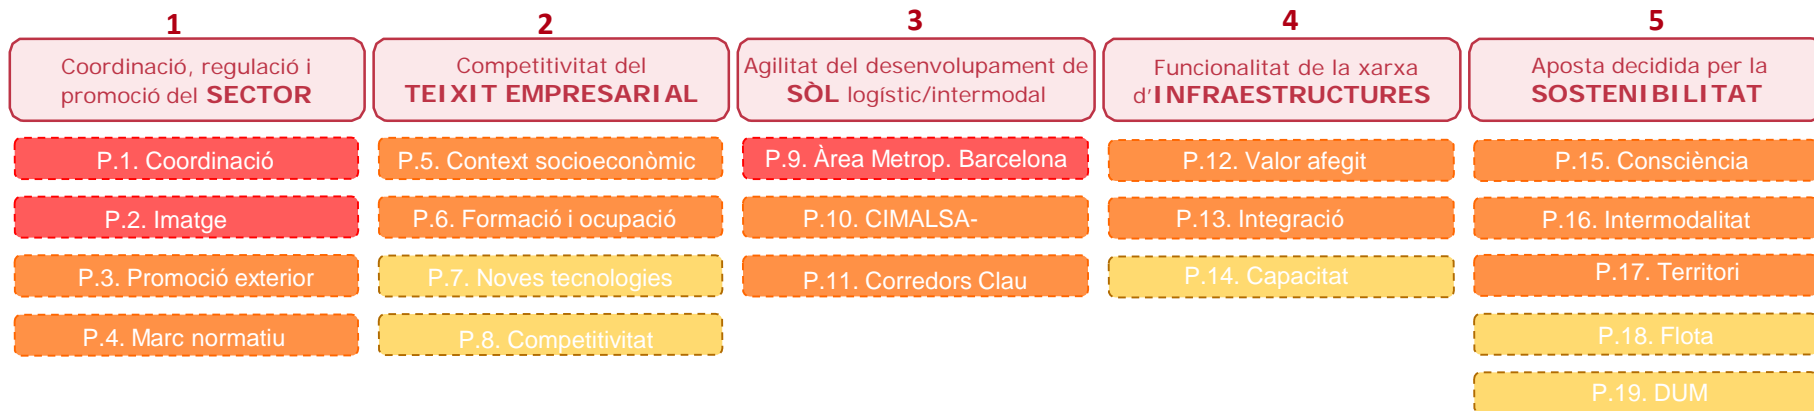 1
Coordinació, regulació i
promoció del SECTOR
P.1. Coordinació
P.2. Imatge
P.3. Promoció exterior
P.4. Marc normatiu
2
Competitivitat del
TEIXIT EMPRESARIAL
P.5. Context socioeconòmic
P.6. Formació i ocupació
P.7. Noves tecnologies
P.8. Competitivitat
3
Agilitat del desenvolupament de
SÒL logístic/intermodal
P.9. Àrea Metrop. Barcelona
P.10. CIMALSA-
P.11. Corredors Clau
4
Funcionalitat de la xarxa
d'INFRAESTRUCTURES
P.12. Valor afegit
P.13. Integració
P.14. Capacitat
5
Aposta decidida per la
SOSTENIBILITAT
P.15. Consciència
P.16. Intermodalitat
P.17. Territori
P.18. Flota
P.19. DUM